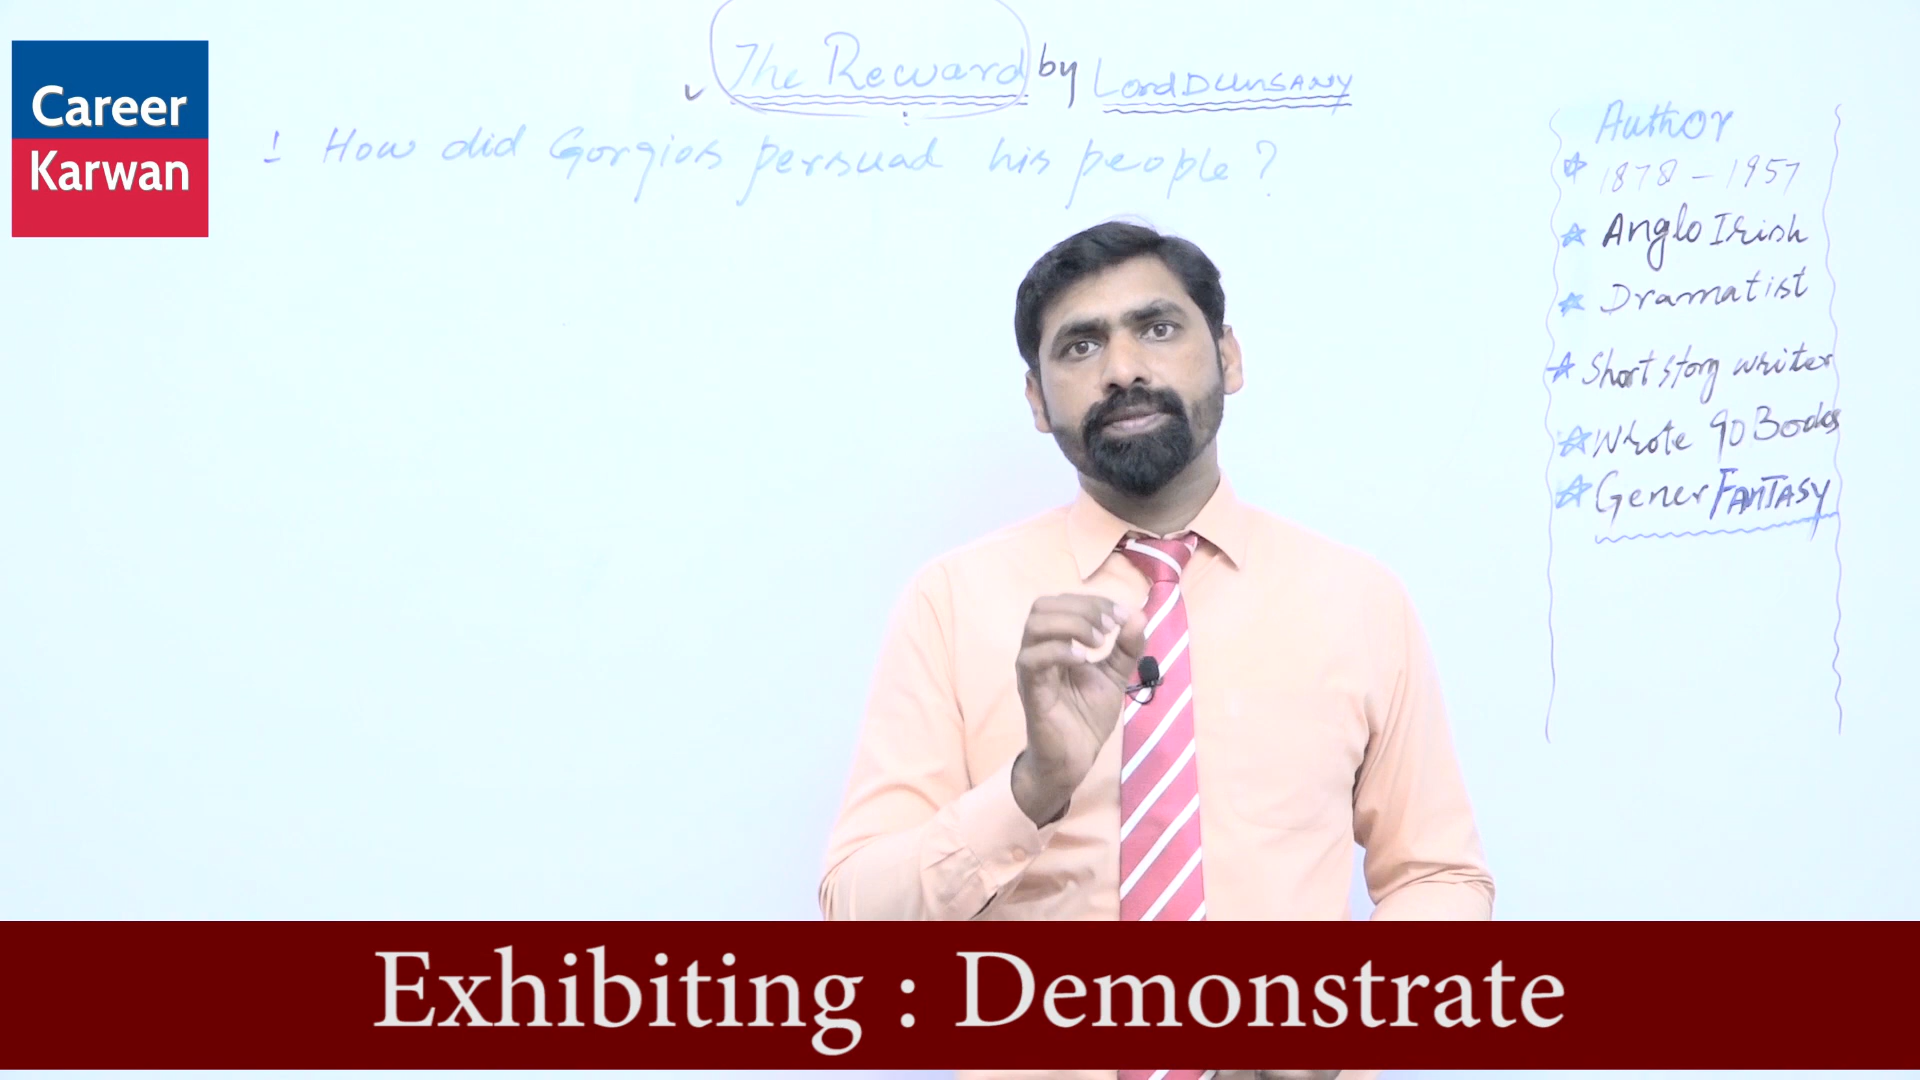 Career
Karwan
The Reward by Lord DUNSANY
1 How did Gorgios persuad his people ?
Author
1878 - 1957
Anglo Irish
Dramatist
Short story writer
Wrote 90 Books
Gener FANTASY
Exhibiting : Demonstrate